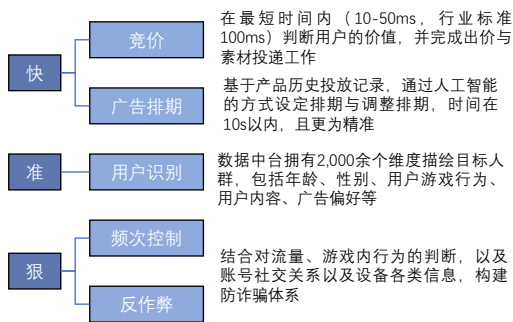 快
竞价
在最短时间内（10-50ms，行业标准
100ms）判断用户的价值，并完成出价与
素材投递工作
广告排期
基于产品历史投放记录，通过人工智能
的方式设定排期与调整排期，时间在
10s以内，且更为精准
准
用户识别
数据中台拥有2,000余个维度描绘目标人
群，包括年龄、性别、用户游戏行为、
用户内容、广告偏好等
狠
频次控制
反作弊
结合对流量、游戏内行为的判断，以及
账号社交关系以及设备各类信息，构建
防诈骗体系